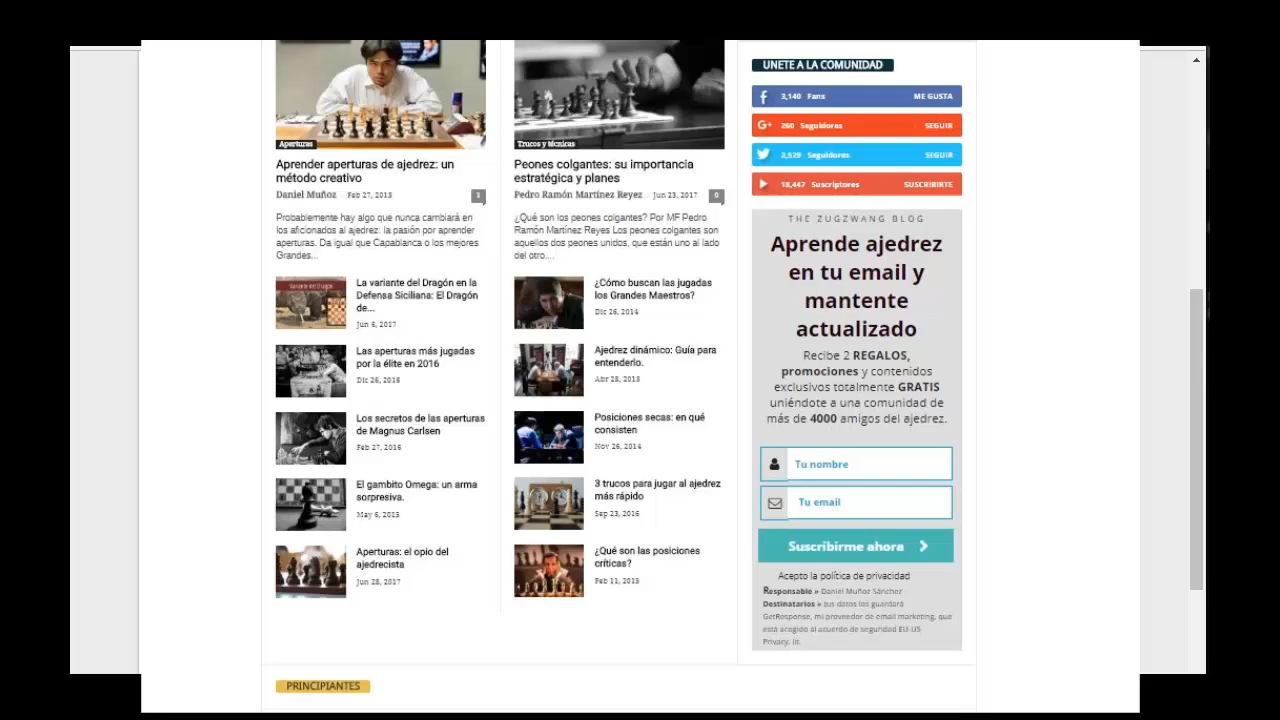 Aperturas
Aprender aperturas de ajedrez: un
método creativo
Daniel Muñoz - Feb 27, 2013
1
Probablemente hay algo que nunca cambiará en
los aficionados al ajedrez: la pasión por aprender
aperturas. Da igual que Capablanca o los mejores
Grandes...
La variante del Dragón en la
Defensa Siciliana: El Dragón
de...
Jun 6, 2017
Las aperturas más jugadas
por la élite en 2016
Dic 26, 2016
Los secretos de las aperturas
de Magnus Carlsen
Feb 27, 2016
El gambito Omega: un arma
sorpresiva.
May 6, 2013
Aperturas: el opio del
ajedrecista
Jun 28, 2017
Trucos y técnicas
Peones colgantes: su importancia
estratégica y planes
Pedro Ramón Martínez Reyez - Jun 23, 2017
0
¿Qué son los peones colgantes? Por MF Pedro
Ramón Martínez Reyes Los peones colgantes son
aquellos dos peones unidos, que están uno al lado
del otro....
¿Cómo buscan las jugadas
los Grandes Maestros?
Dic 26, 2014
Ajedrez dinámico: Guía para
entenderlo.
Abr 28, 2013
Posiciones secas: en qué
consisten
Nov 26, 2014
3 trucos para jugar al ajedrez
más rápido
Sep 23, 2016
¿Qué son las posiciones
críticas?
Feb 11, 2013
UNETE A LA COMUNIDAD
3,140 Fans ME GUSTA
G+ 260 Seguidores SEGUIR
2,529 Seguidores SEGUIR
18,447 Suscriptores SUSCRIBIRTE
THE ZUGZWANG BLOG
Aprende ajedrez
en tu email y
mantente
actualizado
Recibe 2 REGALOS,
promociones y contenidos
exclusivos totalmente GRATIS
uniéndote a una comunidad de
más de 4000 amigos del ajedrez.
Tu nombre
Tu email
Suscribirme ahora
Acepto la política de privacidad
Responsable » Daniel Muñoz Sánchez
Destinatarios » tus datos los guardará
GetResponse, mi proveedor de email marketing, que
está acogido al acuerdo de seguridad EU-US
Privacy. lit.
PRINCIPIANTES